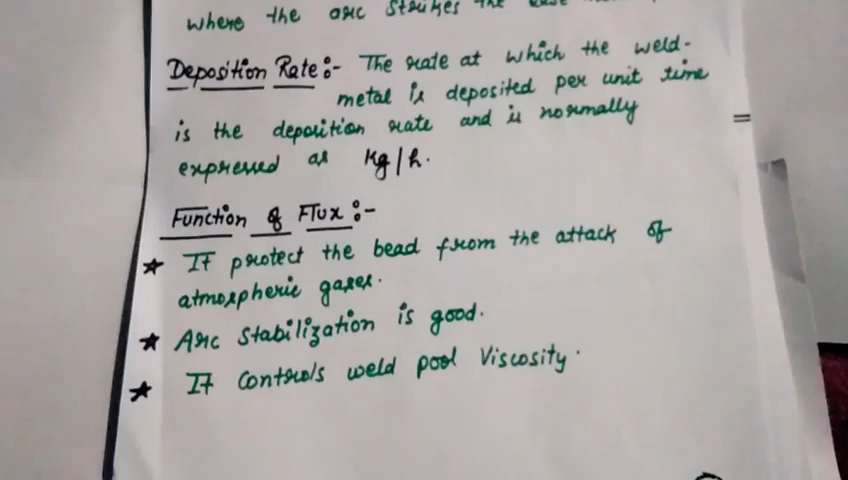 where the arc strikes the
Deposition Rate:- The rate at which the weld-
metal is deposited per unit time
is the deposition rate and is normally
expressed as Kg/h.
Function of Flux:-
★ It protect the bead from the attack of
atmospheric gases.
★ Arc Stabilization is good.
★ It Controls weld pool Viscosity.